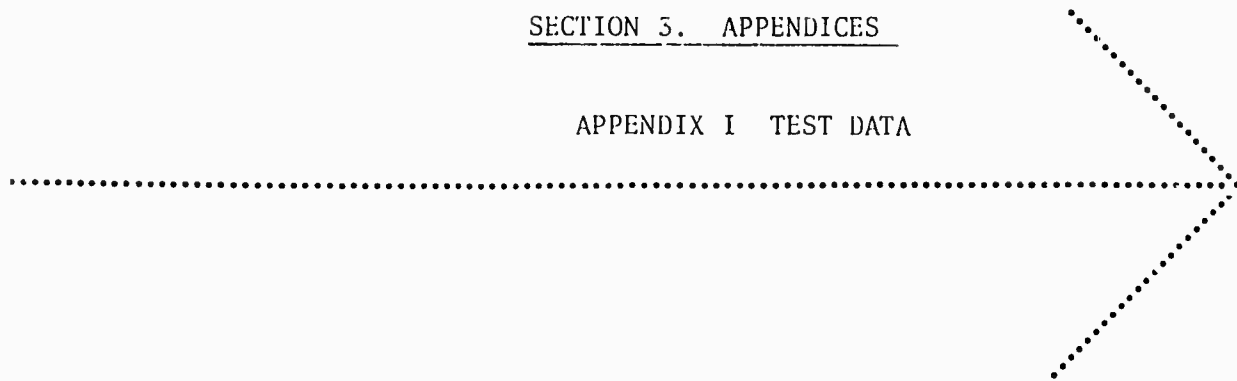 SECTION 3. APPENDICES
APPENDIX I TEST DATA